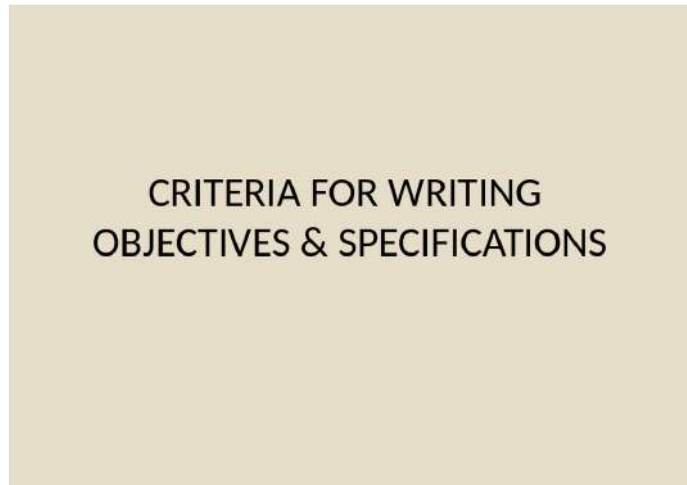 CRITERIA FOR WRITING
OBJECTIVES & SPECIFICATIONS